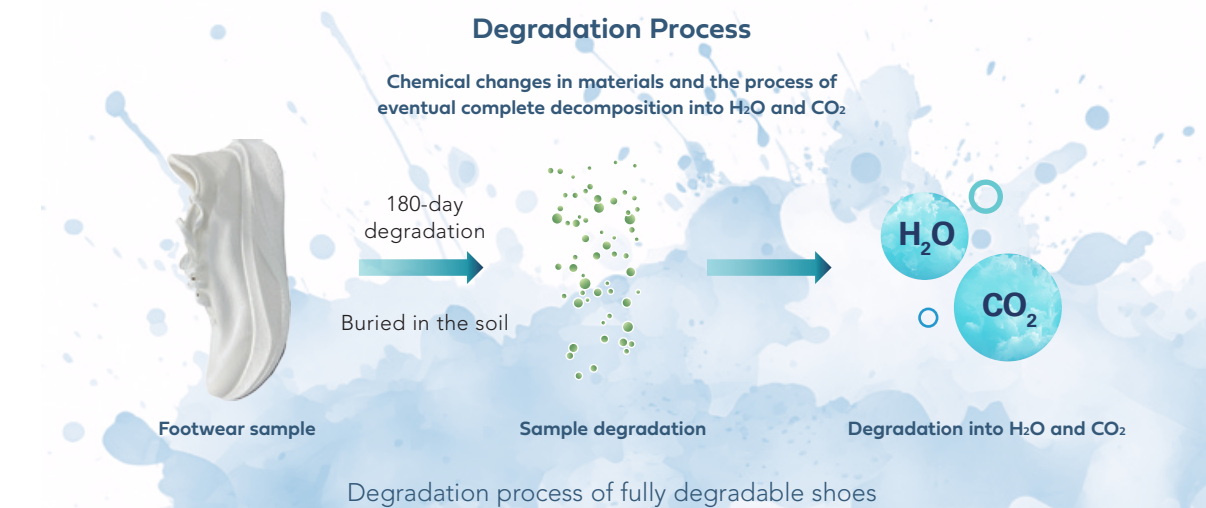 Degradation Process
Chemical changes in materials and the process of
eventual complete decomposition into H₂O and CO₂
180-day
degradation
Buried in the soil
H₂O
CO₂
Footwear sample
Sample degradation
Degradation into H₂O and CO₂
Degradation process of fully degradable shoes